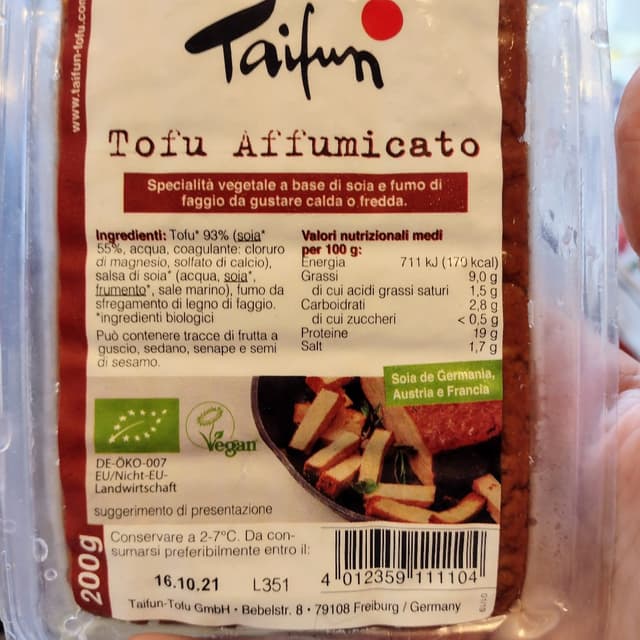 Taifun
www.taifun-tofu.com
Tofu Affumicato
Specialità vegetale a base di soia e fumo di
faggio da gustare calda o fredda.
Ingredienti: Tofu* 93% (soia*
55%, acqua, coagulante: cloruro
di magnesio, solfato di calcio),
salsa di soia* (acqua, soia*,
frumento*, sale marino), fumo da
sfregamento di legno di faggio.
*ingredienti biologici
Può contenere tracce di frutta a
guscio, sedano, senape e semi
di sesamo.
Valori nutrizionali medi
per 100 g:
Energia 711 kJ (170 kcal)
Grassi 9,0 g
di cui acidi grassi saturi 1,5 g
Carboidrati 2,8 g
di cui zuccheri < 0,5 g
Proteine 19 g
Salt 1,7 g
Soia de Germania,
Austria e Francia
Vegan
DE-ÖKO-007
EU/Nicht-EU-
Landwirtschaft
suggerimento di presentazione
200g
Conservare a 2-7°C. Da con-
sumarsi preferibilmente entro il:
16.10.21 L351
4 012359 111104
01/19
Taifun-Tofu GmbH • Bebelstr. 8 • 79108 Freiburg / Germany